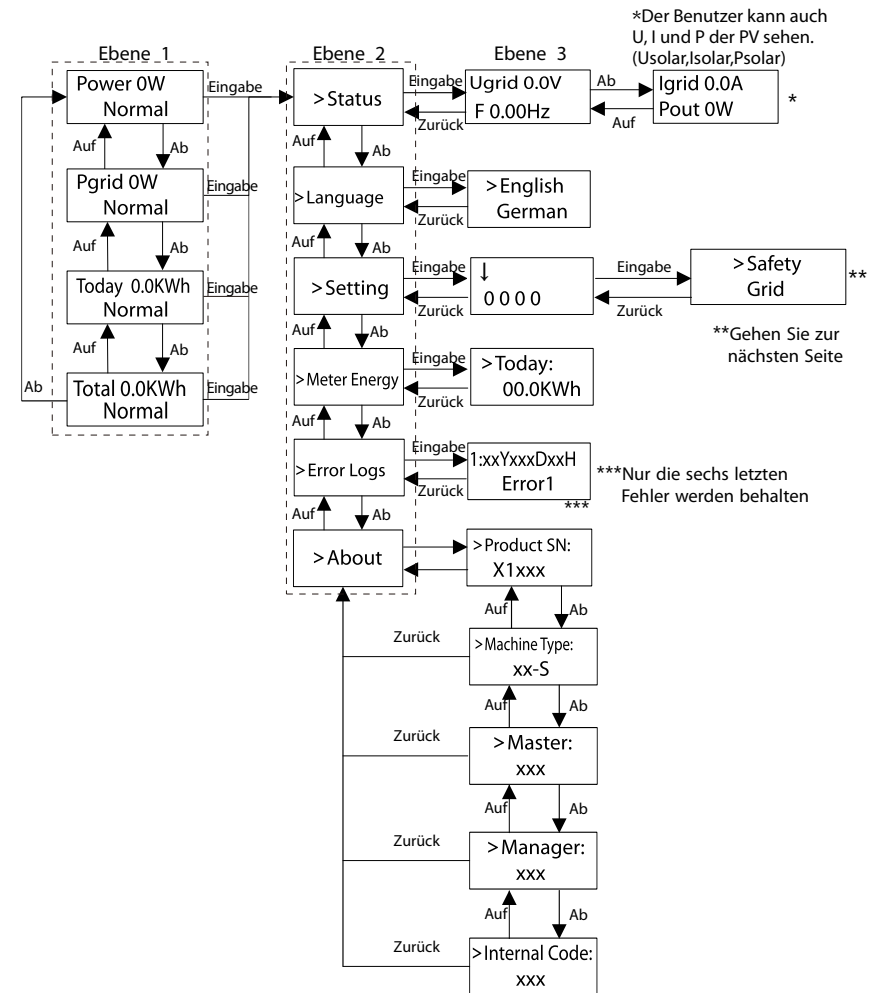 *Der Benutzer kann auch
U, I und P der PV sehen.
(Usolar,Isolar,Psolar)
Ebene 1
Ebene 2
Ebene 3
Power 0W
Normal
Eingabe
>Status
Eingabe
Zurück
Ugrid 0.0V
F 0.00Hz
Ab
Auf
Igrid 0.0A
Pout 0W
*
Auf
Ab
Auf
Ab
Pgrid 0W
Normal
Eingabe
>Language
Eingabe
Zurück
>English
German
Auf
Ab
Auf
Ab
Today 0.0KWh
Normal
Eingabe
>Setting
Eingabe
Zurück
↓
0 0 0 0
Eingabe
Zurück
>Safety
Grid
**
**Gehen Sie zur
nächsten Seite
Auf
Ab
Auf
Ab
Ab
Total 0.0KWh
Normal
Eingabe
>Meter Energy
Eingabe
Zurück
>Today:
00.0KWh
Auf
Ab
>Error Logs
Eingabe
Zurück
1:xxYxxxDxxH
Error1
***
***Nur die sechs letzten
Fehler werden behalten
Auf
Ab
>About
>Product SN:
X1xxx
Auf
Ab
Zurück
>Machine Type:
xx-S
Auf
Ab
Zurück
>Master:
xxx
Auf
Ab
Zurück
>Manager:
xxx
Auf
Ab
Zurück
>Internal Code:
xxx